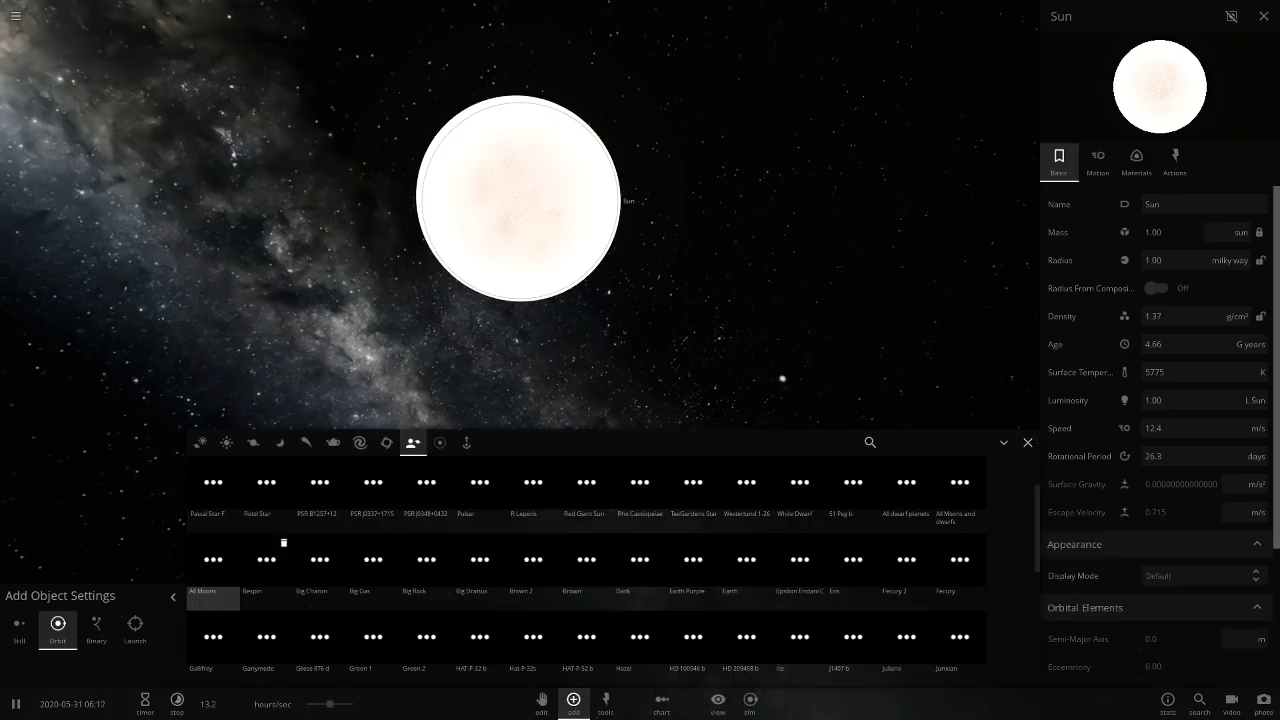 Sun
Sun
Basic
Motion
Materials
Actions
Name Sun
Mass 1.00 sun
Radius 1.00 milky way
Radius From Composi... Off
Density 1.37 g/cm³
Age 4.66 G years
Surface Temper... 5775 K
Luminosity 1.00 L Sun
Speed 12.4 m/s
Rotational Period 26.3 days
Surface Gravity 0.00000000000000 m/s²
Escape Velocity 0.715 m/s
Appearance
Display Mode Default
Orbital Elements
Semi-Major Axis 0.0 m
Eccentricity 0.00
Pascal Star F
Pistol Star
PSR B1257+12
PSR J0337+1715
PSR J0348+0432
Pulsar
R Leporis
Red Giant Sun
Rho Cassiopeiae
TeeGardens Star
Westerlund 1-26
White Dwarf
51 Peg b
All dwarf planets
All Moons and
dwarfs
All Moons
Bespin
Big Charon
Big Gas
Big Rock
Big Uranus
Brown 2
Brown
Dark
Earth Purple
Earth
Epsilon Eridani C
Eris
Fecury 2
Fecury
Gallifrey
Ganymede
Gliese 876 d
Green 1
Green 2
HAT-P-32 b
Hat-P-32s
HAT-P-52 b
Hazel
HD 100546 b
HD 209458 b
Ice
J1407 b
Juliano
Junxian
Add Object Settings
Still
Orbit
Binary
Launch
2020-05-31 06:12
timer
step
13.2 hours/sec
edit
add
tools
chart
view
sim
stats
search
video
photo